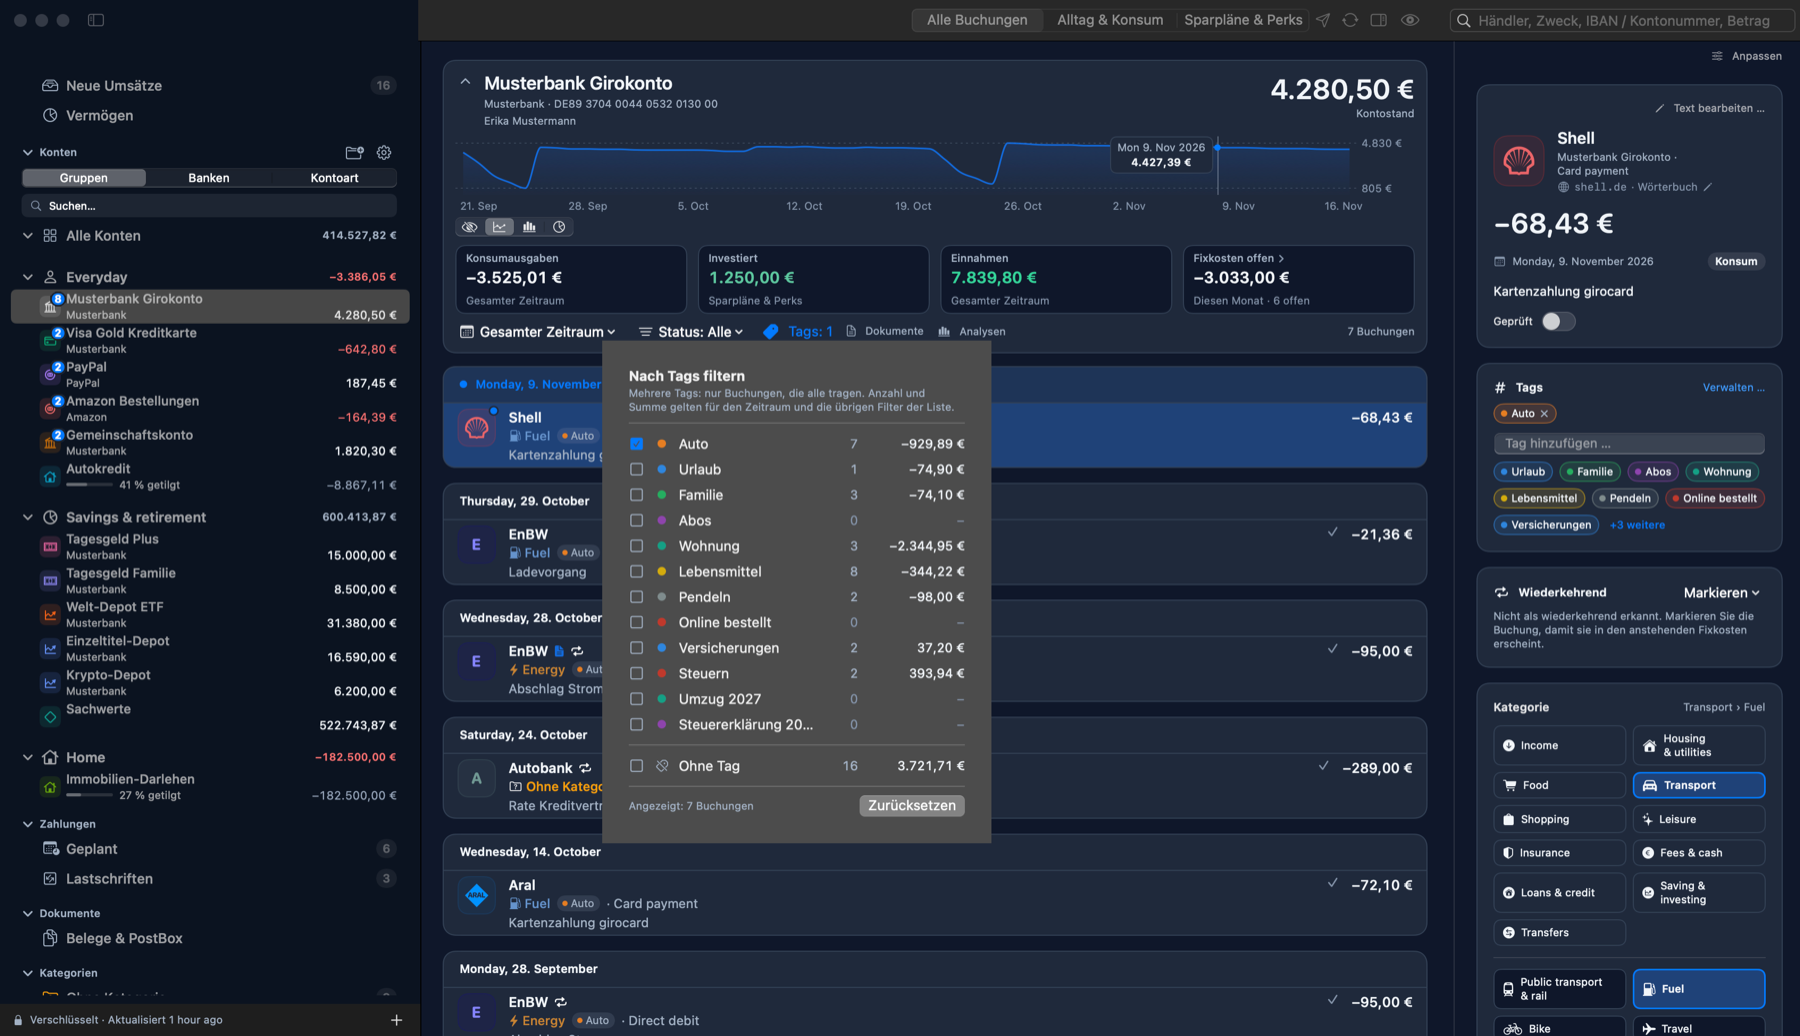 Alle Buchungen
Alltag & Konsum
Sparpläne & Perks
Händler, Zweck, IBAN / Kontonummer, Betrag
Neue Umsätze 16
Vermögen
Konten
Gruppen Banken Kontoart
Suchen...
Alle Konten 414.527,82 €
Everyday −3.386,05 €
8 Musterbank Girokonto
Musterbank 4.280,50 €
2 Visa Gold Kreditkarte
Musterbank −642,80 €
2 PayPal
PayPal 187,45 €
2 Amazon Bestellungen
Amazon −164,39 €
2 Gemeinschaftskonto
Musterbank 1.820,30 €
Autokredit
41 % getilgt −8.867,11 €
Savings & retirement 600.413,87 €
Tagesgeld Plus
Musterbank 15.000,00 €
Tagesgeld Familie
Musterbank 8.500,00 €
Welt-Depot ETF
Musterbank 31.380,00 €
Einzeltitel-Depot
Musterbank 16.590,00 €
Krypto-Depot
Musterbank 6.200,00 €
Sachwerte
522.743,87 €
Home −182.500,00 €
Immobilien-Darlehen
27 % getilgt −182.500,00 €
Zahlungen
Geplant 6
Lastschriften 3
Dokumente
Belege & PostBox
Kategorien
Verschlüsselt · Aktualisiert 1 hour ago
Musterbank Girokonto
Musterbank · DE89 3704 0044 0532 0130 00
Erika Mustermann
4.280,50 €
Kontostand
Mon 9. Nov 2026
4.427,39 €
4.830 €
805 €
21. Sep 28. Sep 5. Oct 12. Oct 19. Oct 26. Oct 2. Nov 9. Nov 16. Nov
Konsumausgaben
−3.525,01 €
Gesamter Zeitraum
Investiert
1.250,00 €
Sparpläne & Perks
Einnahmen
7.839,80 €
Gesamter Zeitraum
Fixkosten offen
−3.033,00 €
Diesen Monat · 6 offen
Gesamter Zeitraum Status: Alle Tags: 1 Dokumente Analysen 7 Buchungen
Monday, 9. November
Shell −68,43 €
Fuel Auto
Kartenzahlung
Thursday, 29. October
EnBW −21,36 €
E
Fuel Auto
Ladevorgang
Wednesday, 28. October
EnBW −95,00 €
E
Energy
Abschlag Strom
Saturday, 24. October
Autobank −289,00 €
A
Ohne Katego
Rate Kreditvertr
Wednesday, 14. October
Aral −72,10 €
ARAL
Fuel Auto · Card payment
Kartenzahlung girocard
Monday, 28. September
EnBW −95,00 €
E
Energy Auto · Direct debit
Nach Tags filtern
Mehrere Tags: nur Buchungen, die alle tragen. Anzahl und
Summe gelten für den Zeitraum und die übrigen Filter der Liste.
Auto 7 −929,89 €
Urlaub 1 −74,90 €
Familie 3 −74,10 €
Abos 0 –
Wohnung 3 −2.344,95 €
Lebensmittel 8 −344,22 €
Pendeln 2 −98,00 €
Online bestellt 0 –
Versicherungen 2 37,20 €
Steuern 2 393,94 €
Umzug 2027 0 –
Steuererklärung 20... 0 –
Ohne Tag 16 3.721,71 €
Angezeigt: 7 Buchungen Zurücksetzen
Anpassen
Text bearbeiten ...
Shell
Musterbank Girokonto ·
Card payment
shell.de · Wörterbuch
−68,43 €
Monday, 9. November 2026 Konsum
Kartenzahlung girocard
Geprüft
# Tags Verwalten ...
Auto
Tag hinzufügen ...
Urlaub Familie Abos Wohnung
Lebensmittel Pendeln Online bestellt
Versicherungen +3 weitere
Wiederkehrend Markieren
Nicht als wiederkehrend erkannt. Markieren Sie die
Buchung, damit sie in den anstehenden Fixkosten
erscheint.
Kategorie Transport › Fuel
Income
Housing
& utilities
Food Transport
Shopping Leisure
Insurance Fees & cash
Loans & credit
Saving &
investing
Transfers
Public transport
& rail
Fuel
Bike Travel